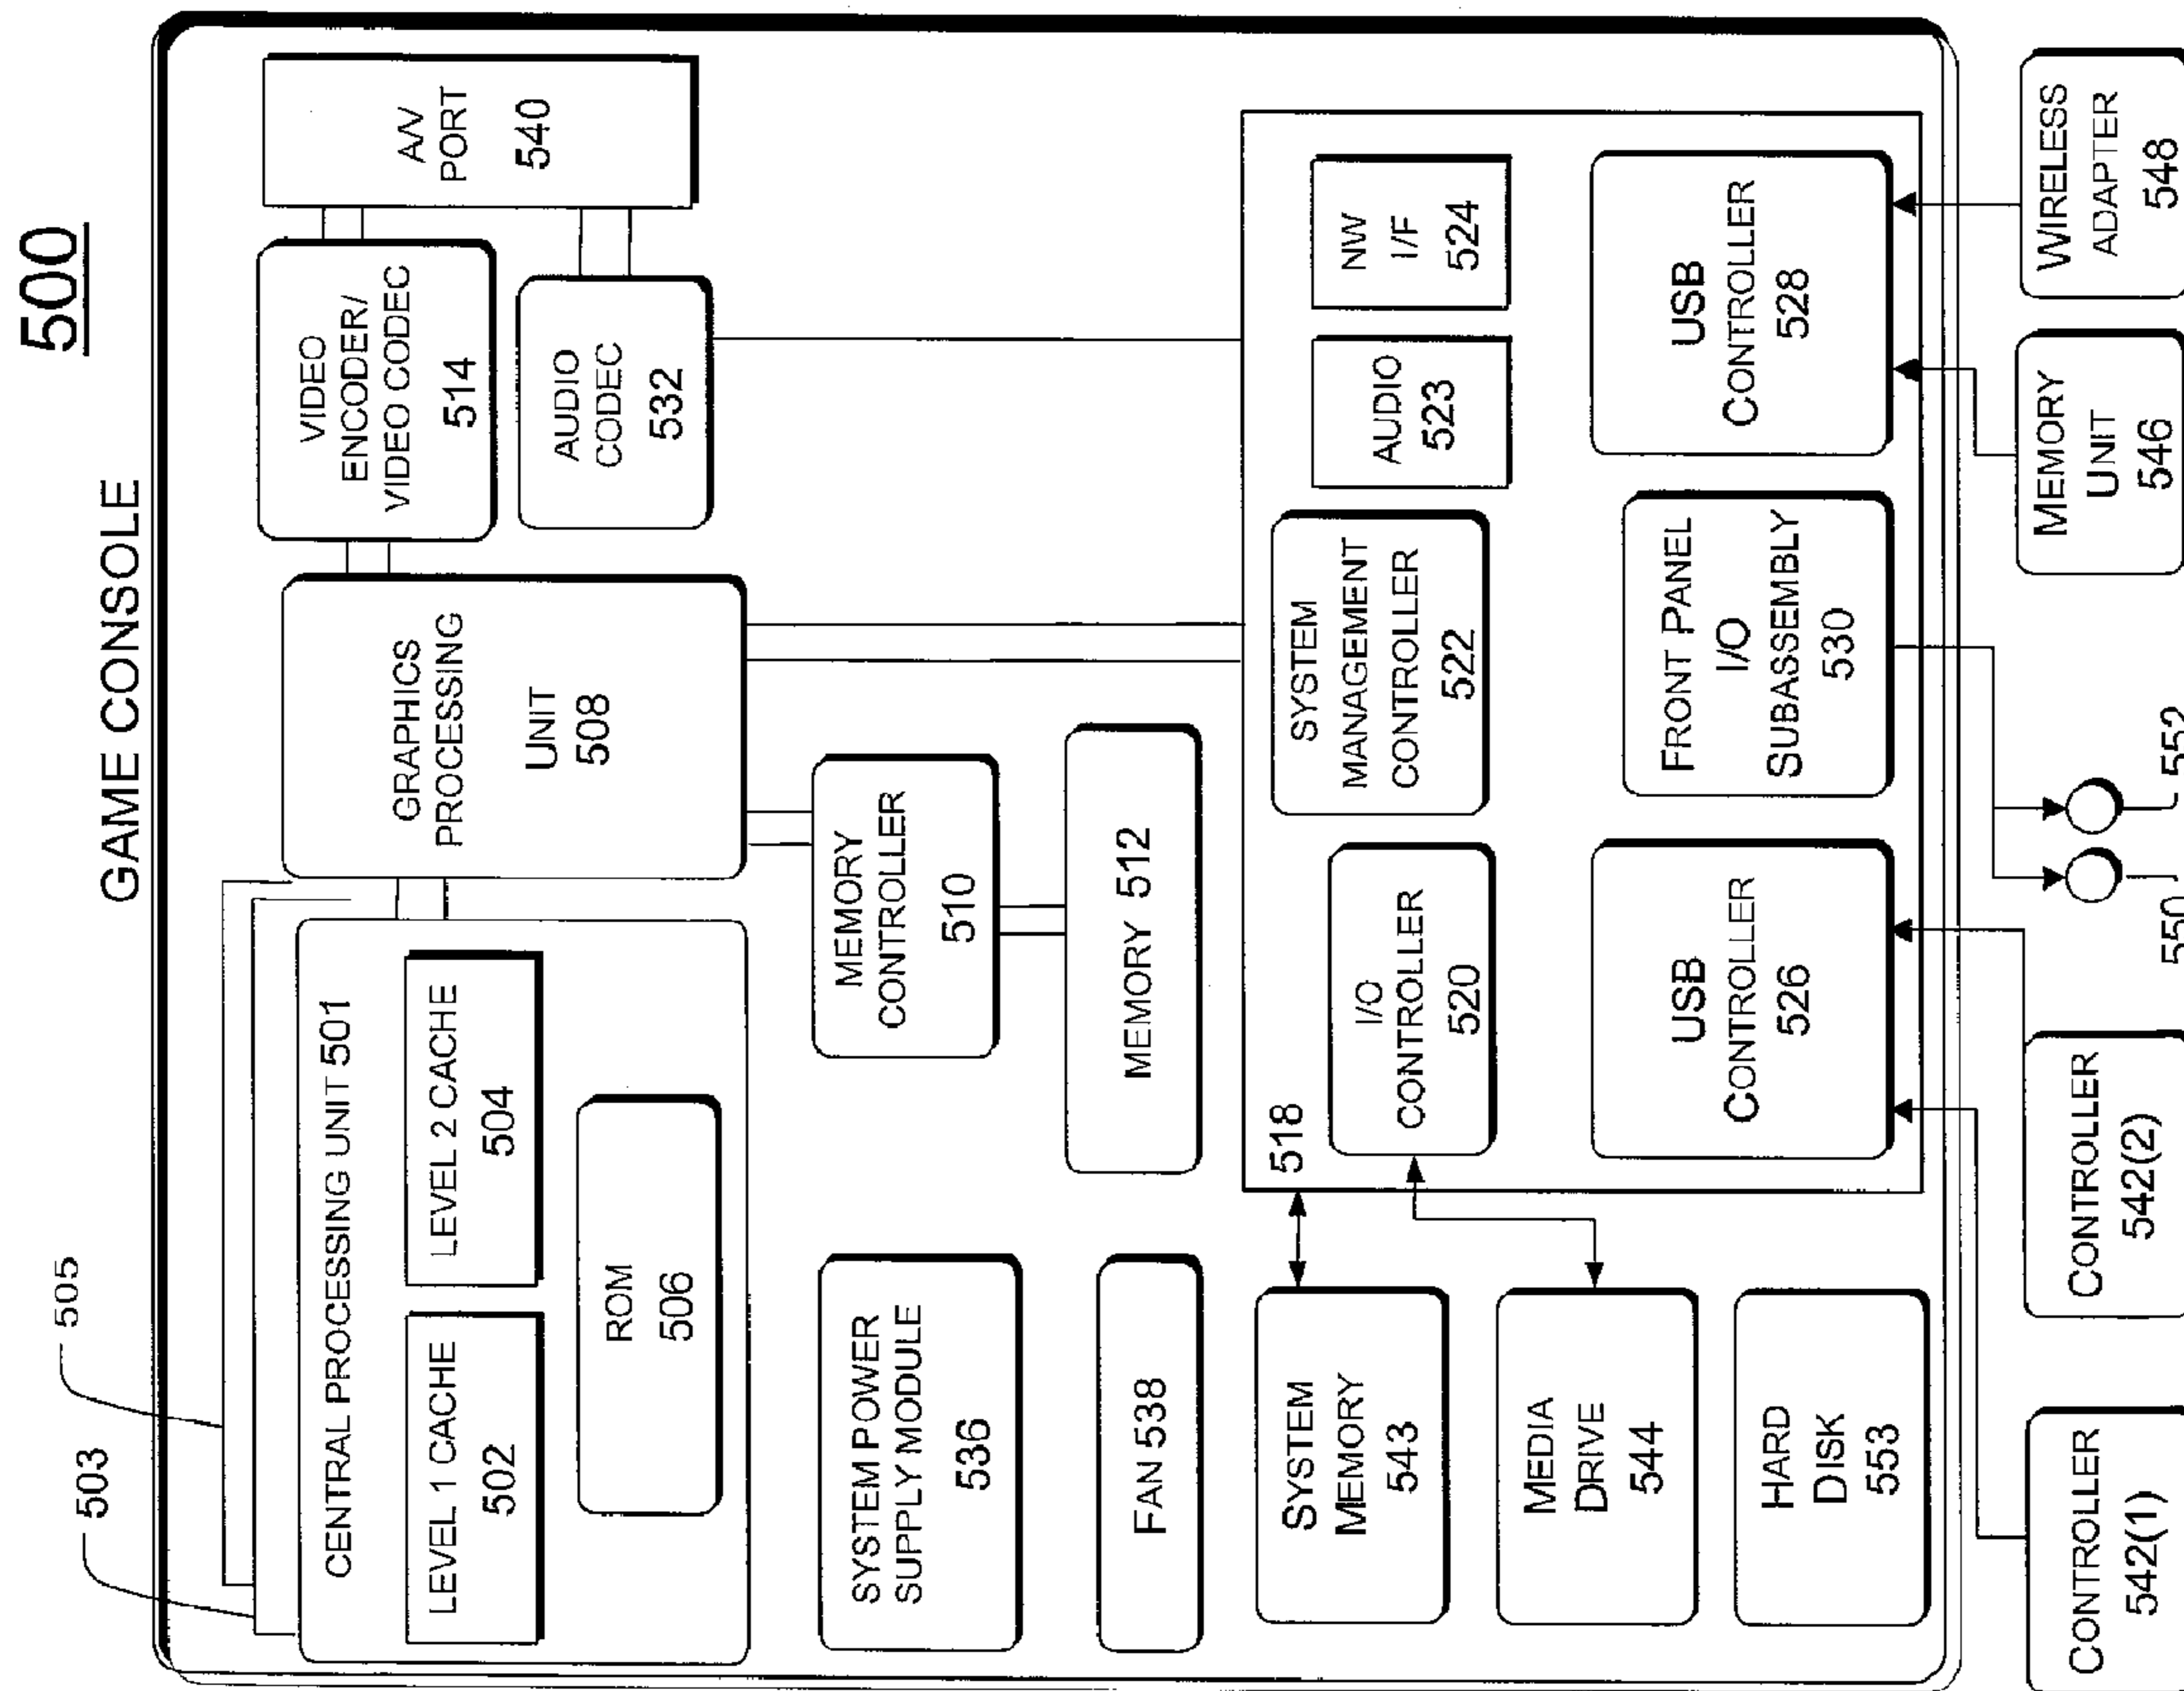 500
GAME CONSOLE
503
505
CENTRAL PROCESSING UNIT 501
LEVEL 1 CACHE
502
LEVEL 2 CACHE
504
ROM
506
GRAPHICS
PROCESSING
UNIT
508
VIDEO
ENCODER/
VIDEO CODEC
514
AUDIO
CODEC
532
A/V
PORT
540
SYSTEM POWER
SUPPLY MODULE
536
MEMORY
CONTROLLER
510
FAN 538
MEMORY 512
518
SYSTEM
MEMORY
543
I/O
CONTROLLER
520
SYSTEM
MANAGEMENT
CONTROLLER
522
AUDIO
523
NW
I/F
524
MEDIA
DRIVE
544
HARD
DISK
553
USB
CONTROLLER
526
FRONT PANEL
I/O
SUBASSEMBLY
530
USB
CONTROLLER
528
CONTROLLER
542(1)
CONTROLLER
542(2)
550
552
MEMORY
UNIT
546
WIRELESS
ADAPTER
548